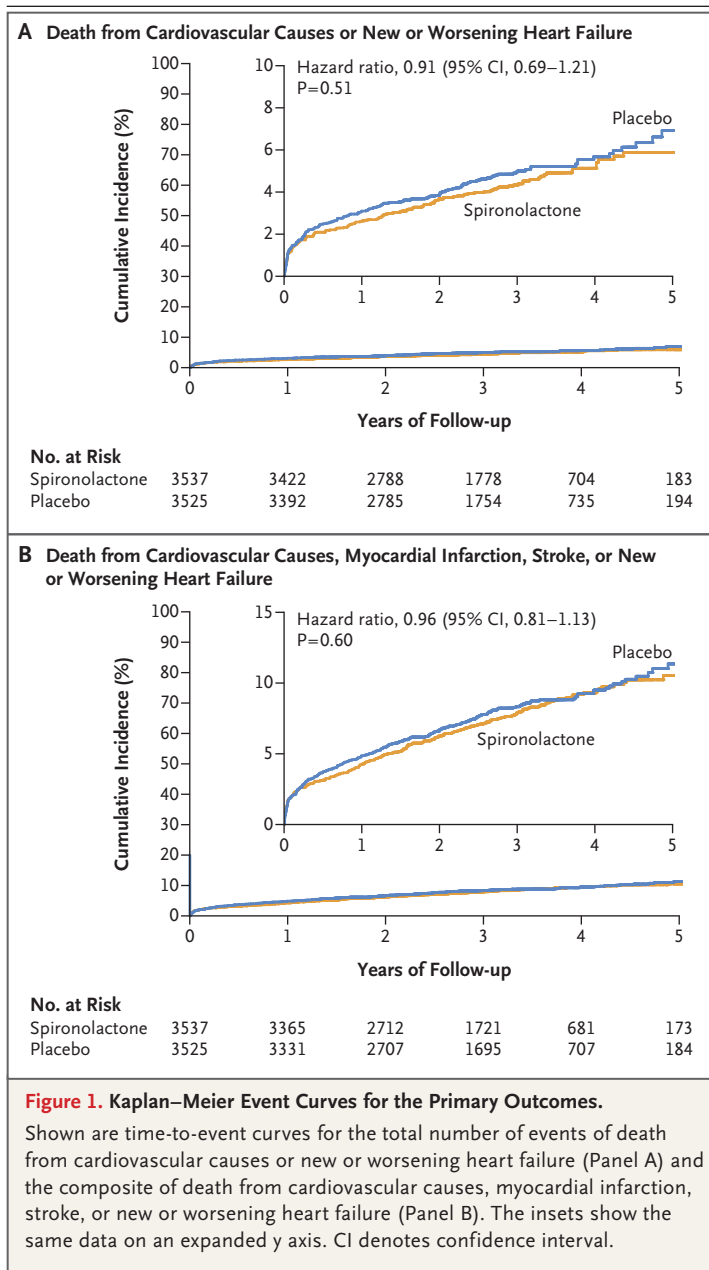 A Death from Cardiovascular Causes or New or Worsening Heart Failure
Cumulative Incidence (%)
100
90
80
70
60
50
40
30
20
10
0
0 1 2 3 4 5
10
8
6
4
2
0
0 1 2 3 4 5
Hazard ratio, 0.91 (95% CI, 0.69–1.21)
P=0.51
Placebo
Spironolactone
Years of Follow-up
No. at Risk
Spironolactone 3537 3422 2788 1778 704 183
Placebo 3525 3392 2785 1754 735 194
B Death from Cardiovascular Causes, Myocardial Infarction, Stroke, or New
or Worsening Heart Failure
Cumulative Incidence (%)
100
90
80
70
60
50
40
30
20
10
0
0 1 2 3 4 5
15
10
5
0
0 1 2 3 4 5
Hazard ratio, 0.96 (95% CI, 0.81–1.13)
P=0.60
Placebo
Spironolactone
Years of Follow-up
No. at Risk
Spironolactone 3537 3365 2712 1721 681 173
Placebo 3525 3331 2707 1695 707 184
Figure 1. Kaplan–Meier Event Curves for the Primary Outcomes.
Shown are time-to-event curves for the total number of events of death
from cardiovascular causes or new or worsening heart failure (Panel A) and
the composite of death from cardiovascular causes, myocardial infarction,
stroke, or new or worsening heart failure (Panel B). The insets show the
same data on an expanded y axis. CI denotes confidence interval.